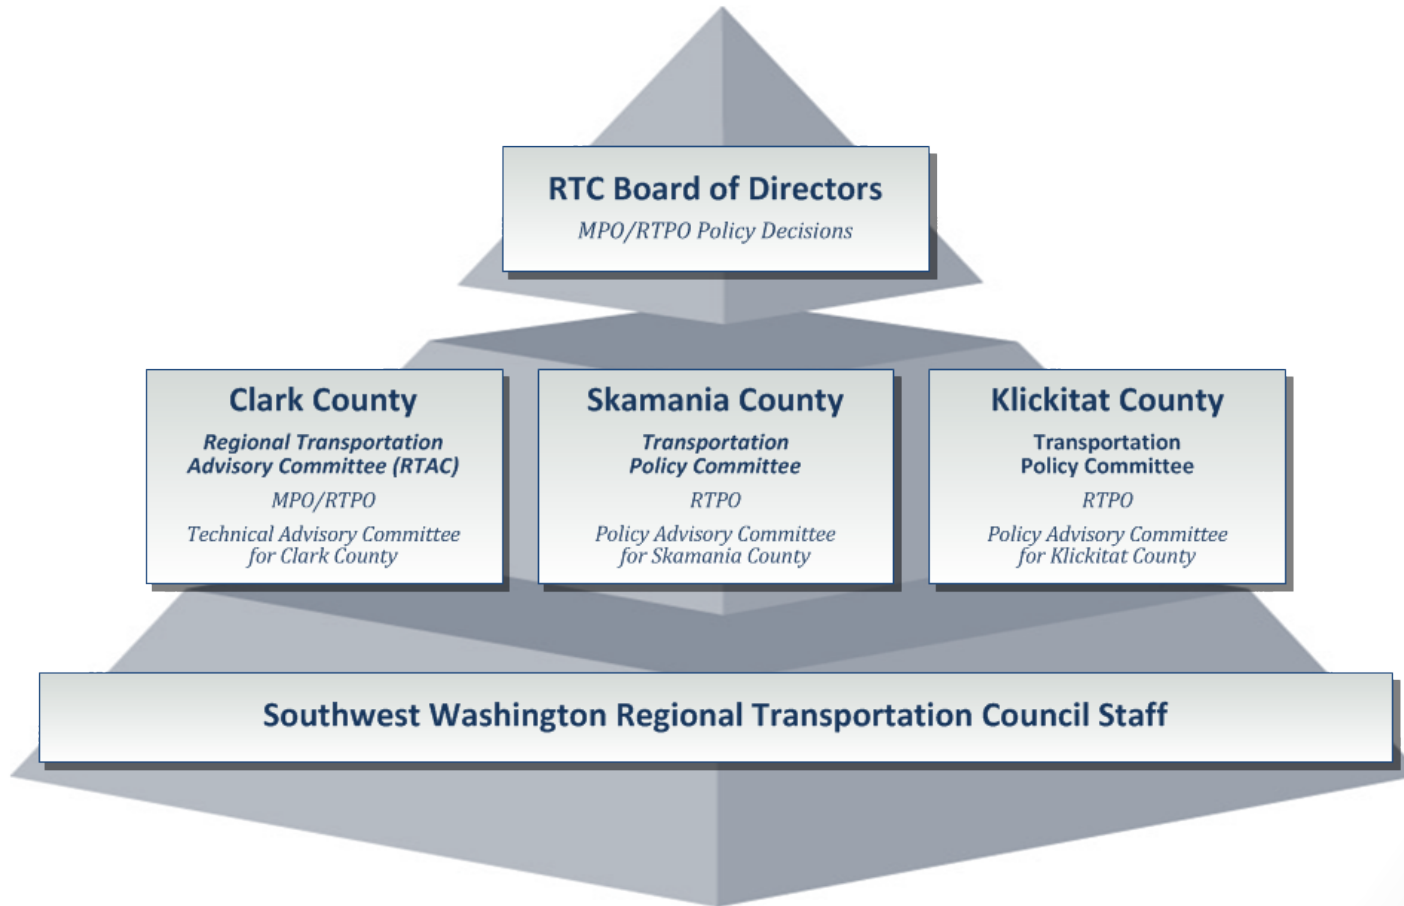 RTC Board of Directors
MPO/RTPO Policy Decisions
Clark County
Regional Transportation
Advisory Committee (RTAC)
MPO/RTPO
Technical Advisory Committee
for Clark County
Skamania County
Transportation
Policy Committee
RTPO
Policy Advisory Committee
for Skamania County
Klickitat County
Transportation
Policy Committee
RTPO
Policy Advisory Committee
for Klickitat County
Southwest Washington Regional Transportation Council Staff